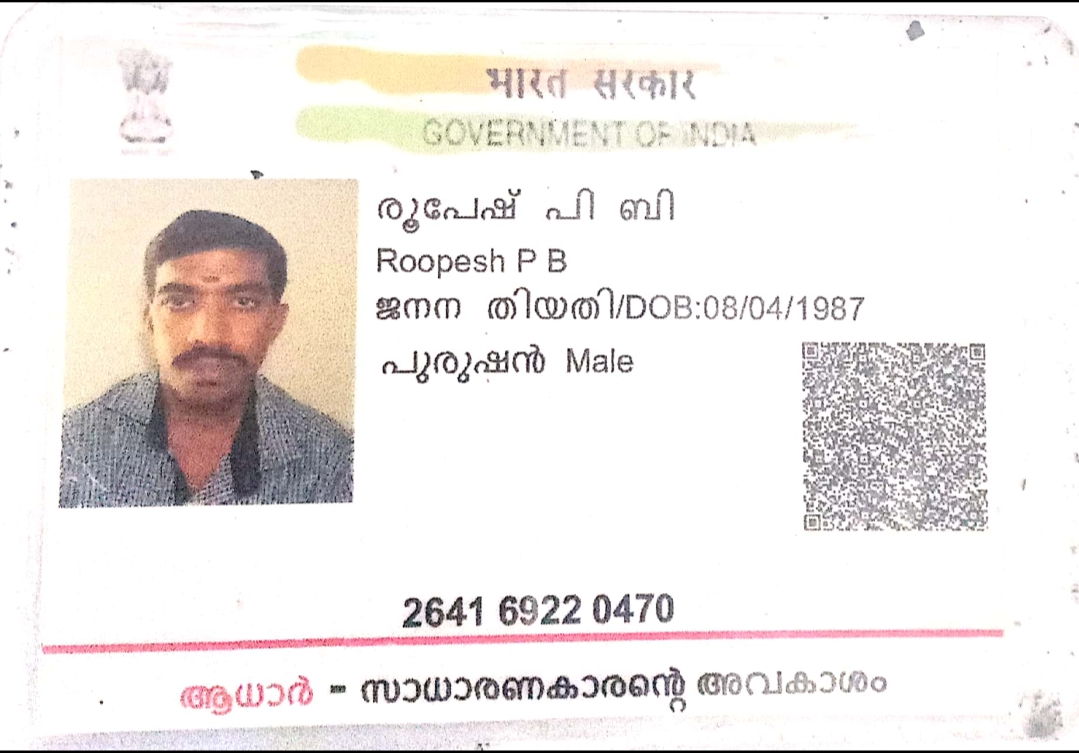 भारत सरकार
GOVERNMENT OF INDIA
രൂപേഷ് പി ബി
Roopesh P B
ജനന തിയതി/DOB:08/04/1987
പുരുഷൻ Male
2641 6922 0470
ആധാർ - സാധാരണകാരന്റെ അവകാശം